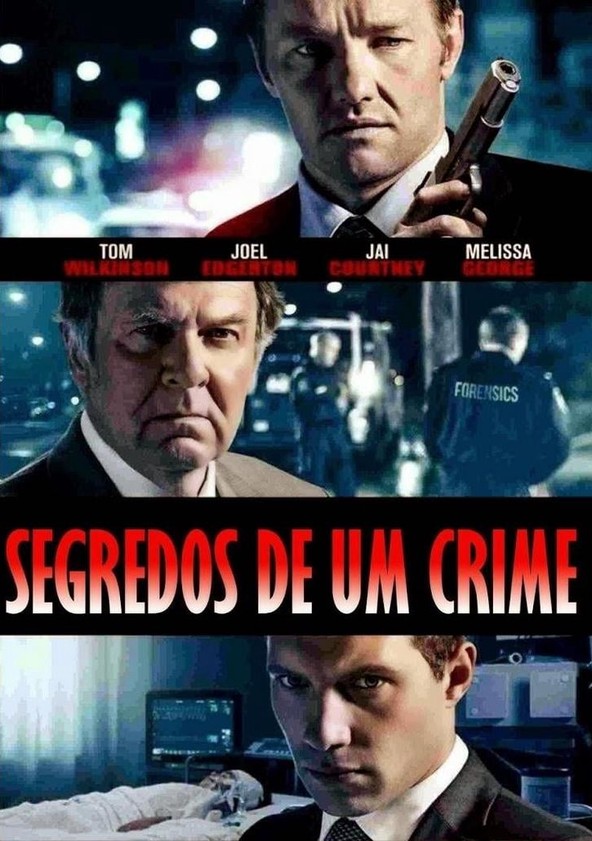 TOM JOEL JAI MELISSA
WILKINSON EDGERTON COURTNEY GEORGE
FORENSICS
SEGREDOS DE UM CRIME